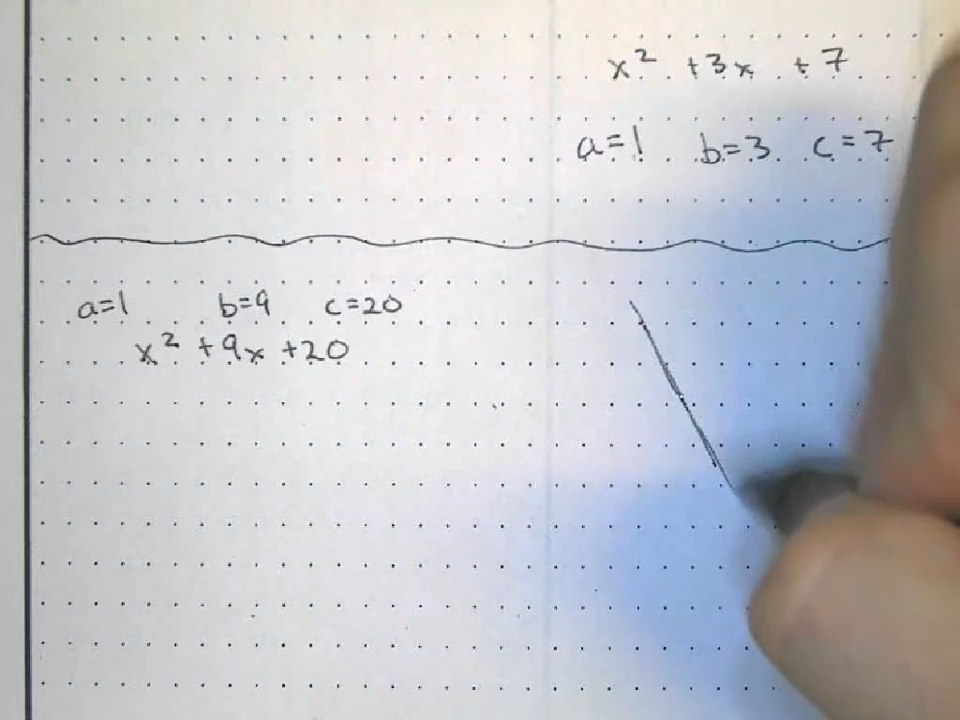 x² +3x +7
a=1 b=3 c=7
a=1 b=9 c=20
x² +9x +20